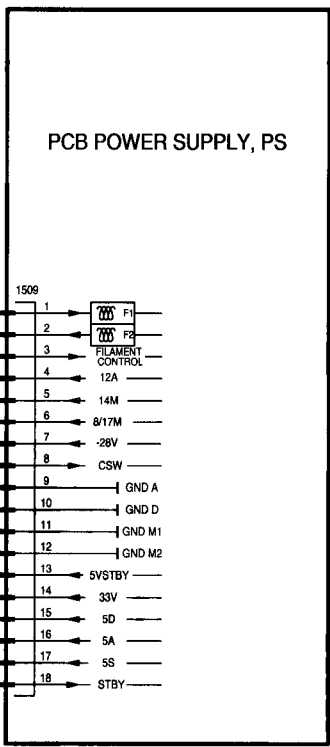 PCB POWER SUPPLY, PS
1509
1 F1
2 F2
3 FILAMENT CONTROL
4 12A
5 14M
6 8/17M
7 -28V
8 CSW
9 GND A
10 GND D
11 GND M1
12 GND M2
13 5VSTBY
14 33V
15 5D
16 5A
17 5S
18 STBY